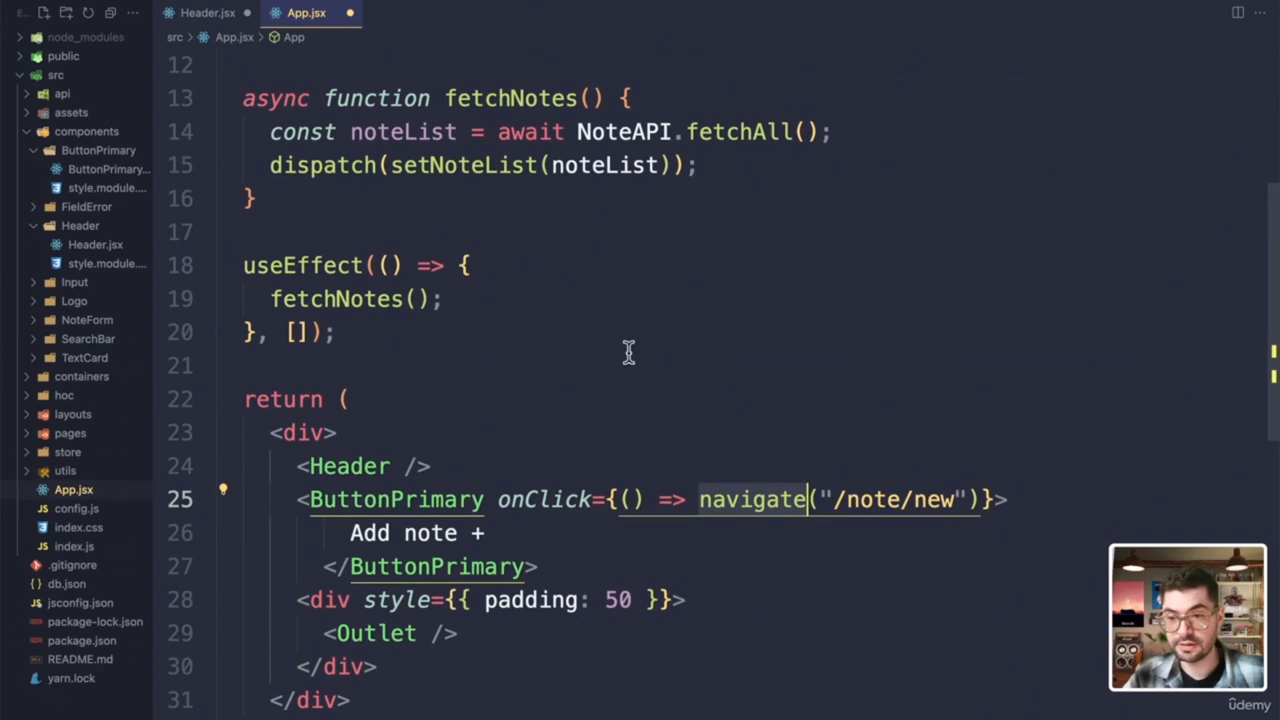 E...
Header.jsx
App.jsx
src > App.jsx > App
node_modules
public
src
api
assets
components
ButtonPrimary
ButtonPrimary...
style.module....
FieldError
Header
Header.jsx
style.module....
Input
Logo
NoteForm
SearchBar
TextCard
containers
hoc
layouts
pages
store
utils
App.jsx
config.js
index.css
index.js
.gitignore
db.json
jsconfig.json
package-lock.json
package.json
README.md
yarn.lock
12
13 async function fetchNotes() {
14 const noteList = await NoteAPI.fetchAll();
15 dispatch(setNoteList(noteList));
16 }
17
18 useEffect(() => {
19 fetchNotes();
20 }, []);
21
22 return (
23 <div>
24 <Header />
25 <ButtonPrimary onClick={() => navigate("/note/new")}>
26 Add note +
27 </ButtonPrimary>
28 <div style={{ padding: 50 }}>
29 <Outlet />
30 </div>
31 </div>
ûdemy